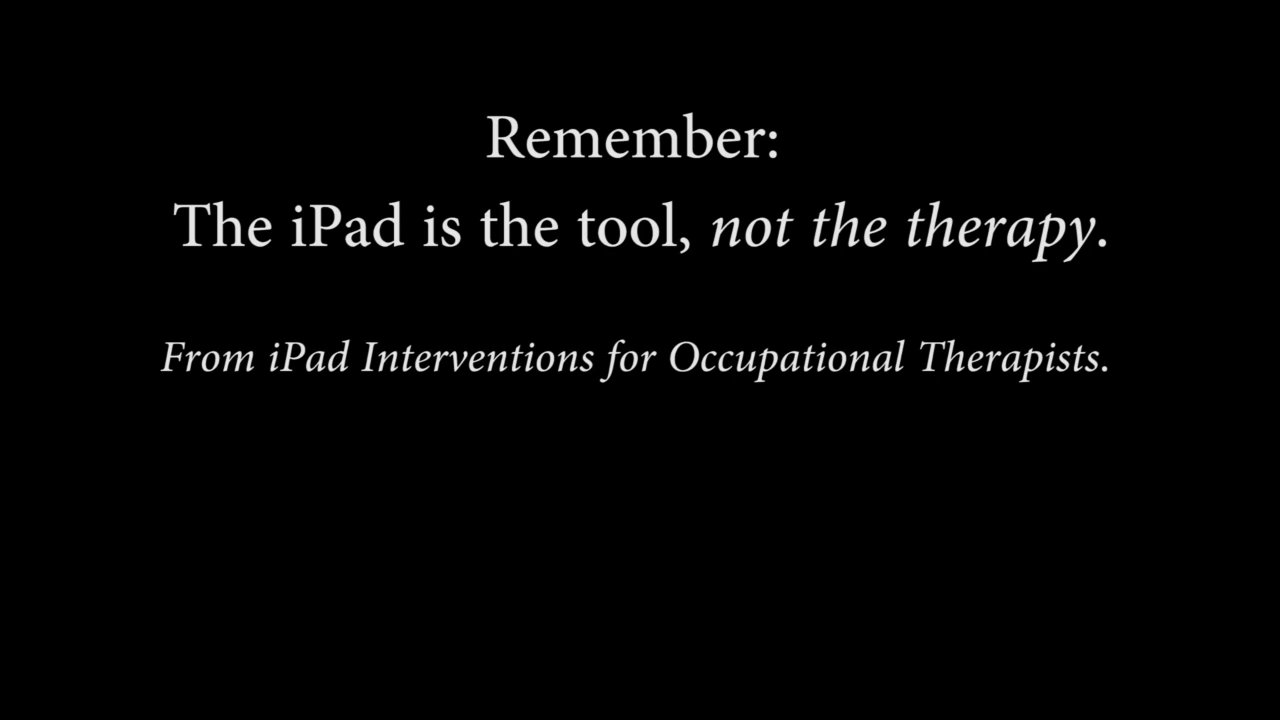 Remember:
The iPad is the tool, not the therapy.
From iPad Interventions for Occupational Therapists.